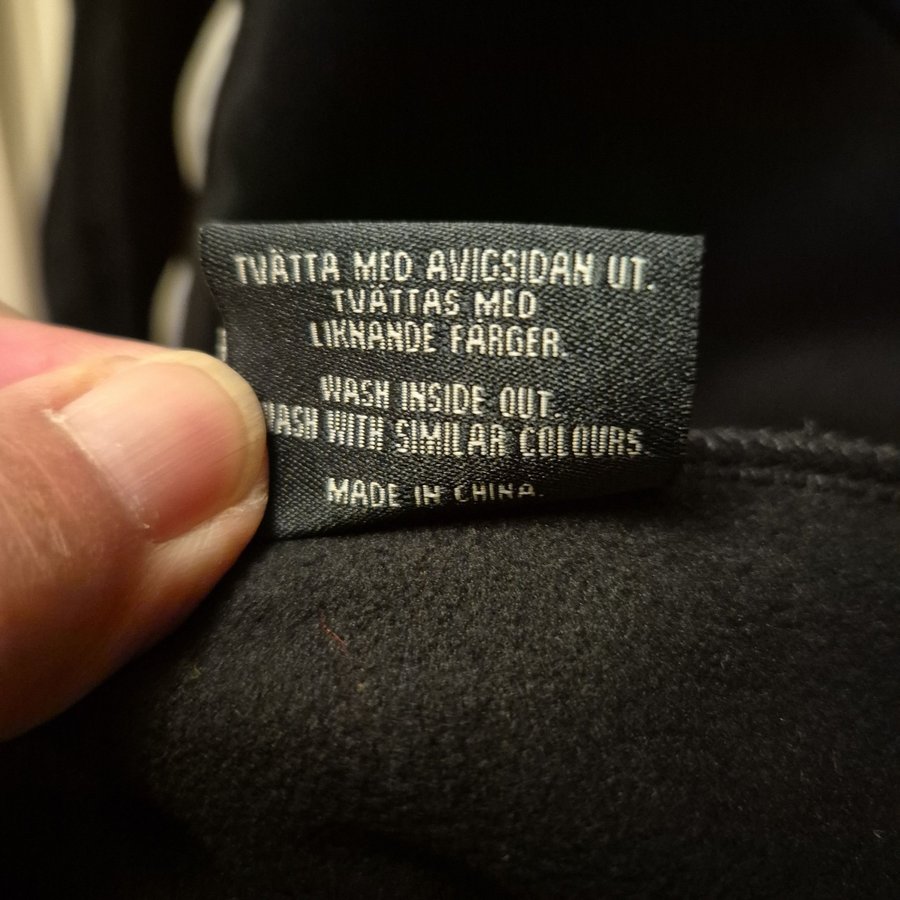 TVÄTTA MED AVIGSIDAN UT.
TVÄTTAS MED
LIKNANDE FÄRGER.
WASH INSIDE OUT.
WASH WITH SIMILAR COLOURS.
MADE IN CHINA.